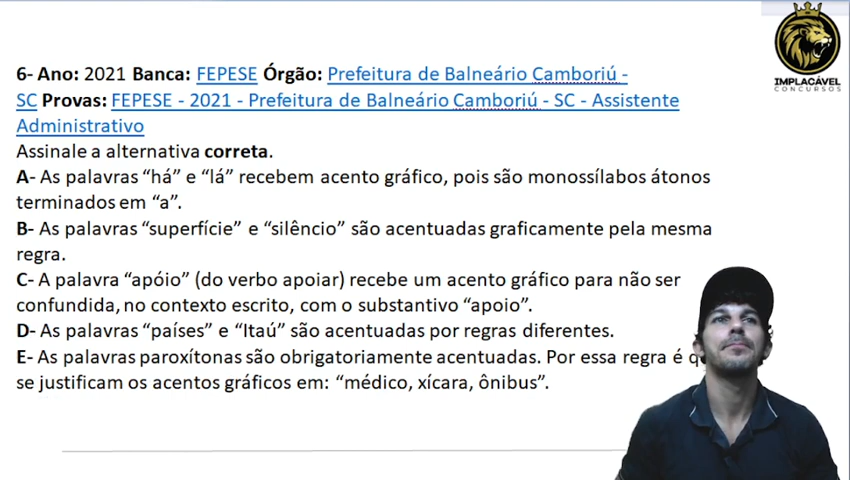 6- Ano: 2021 Banca: FEPESE Órgão: Prefeitura de Balneário Camboriú -
SC Provas: FEPESE - 2021 - Prefeitura de Balneário Camboriú - SC - Assistente
Administrativo
Assinale a alternativa correta.
A- As palavras “há” e “lá” recebem acento gráfico, pois são monossílabos átonos
terminados em “a”.
B- As palavras “superfície” e “silêncio” são acentuadas graficamente pela mesma
regra.
C- A palavra “apóio” (do verbo apoiar) recebe um acento gráfico para não ser
confundida, no contexto escrito, com o substantivo “apoio”.
D- As palavras “países” e “Itaú” são acentuadas por regras diferentes.
E- As palavras paroxítonas são obrigatoriamente acentuadas. Por essa regra é
se justificam os acentos gráficos em: “médico, xícara, ônibus”.
IMPLACÁVEL
CONCURSOS